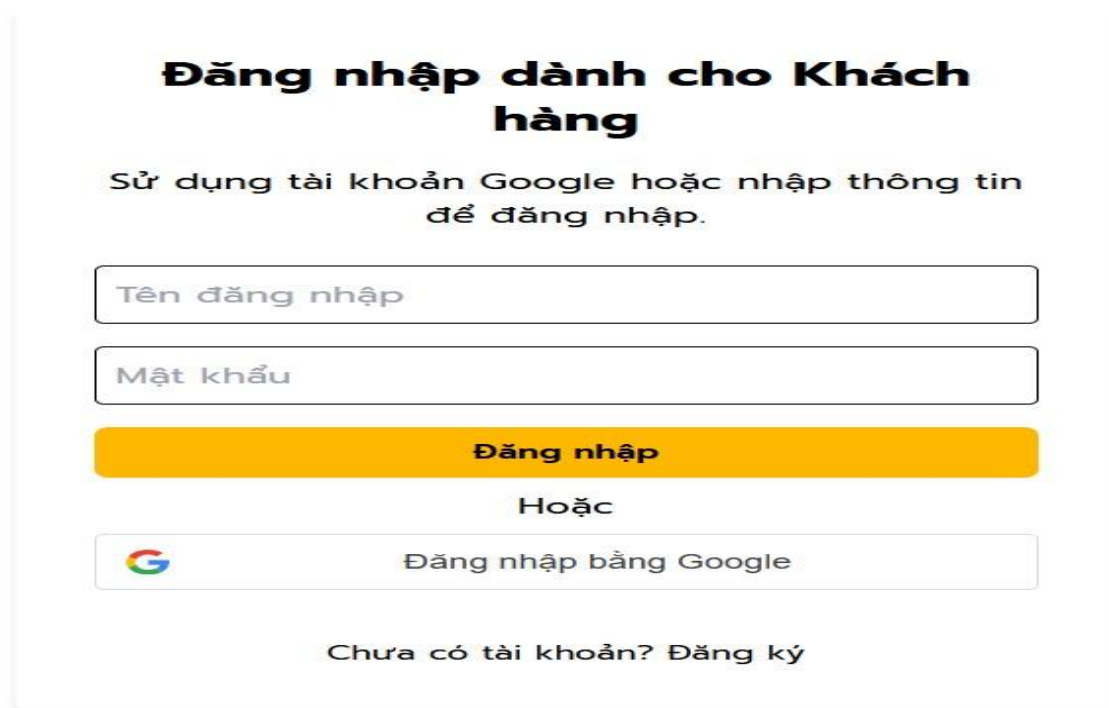 Đăng nhập dành cho Khách
hàng
Sử dụng tài khoản Google hoặc nhập thông tin
để đăng nhập.
Tên đăng nhập
Mật khẩu
Đăng nhập
Hoặc
Đăng nhập bằng Google
Chưa có tài khoản? Đăng ký